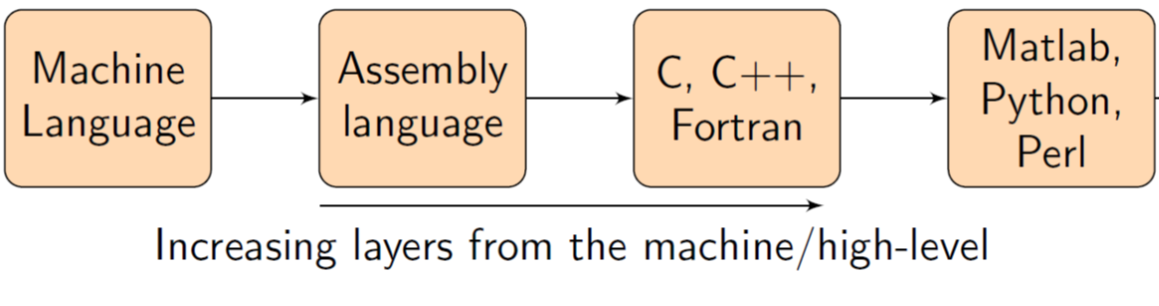 Machine
Language
Assembly
language
C, C++,
Fortran
Matlab,
Python,
Perl
Increasing layers from the machine/high-level